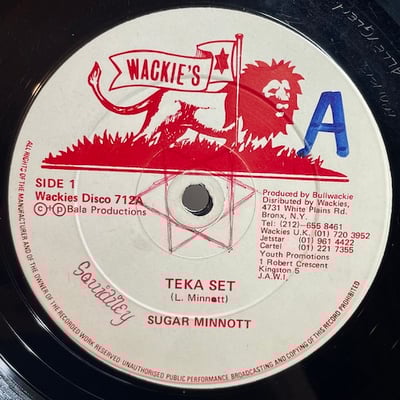 WACKIE'S
A
SIDE 1
Wackies Disco 712A
©+℗ Bala Productions
Produced by Bullwackie
Distributed by Wackies,
4731 White Plains Rd.
Bronx, N.Y.
Tel: (212)-655 8461
Wackies U.K. (01) 720 3952
Jetstar (01) 961 4422
Cartel (01) 221 7355
Youth Promotions
1 Robert Crescent
Kingston 5
J.A.W.I,
TEKA SET
(L. Minnott)
SUGAR MINNOTT
ALL RIGHTS OF THE MANUFACTURER AND OF THE OWNER OF THE RECORDED WORK RESERVED UNAUTHORISED PUBLIC PERFORMANCE BROADCASTING AND COPYING OF THIS RECORD PROHIBITED